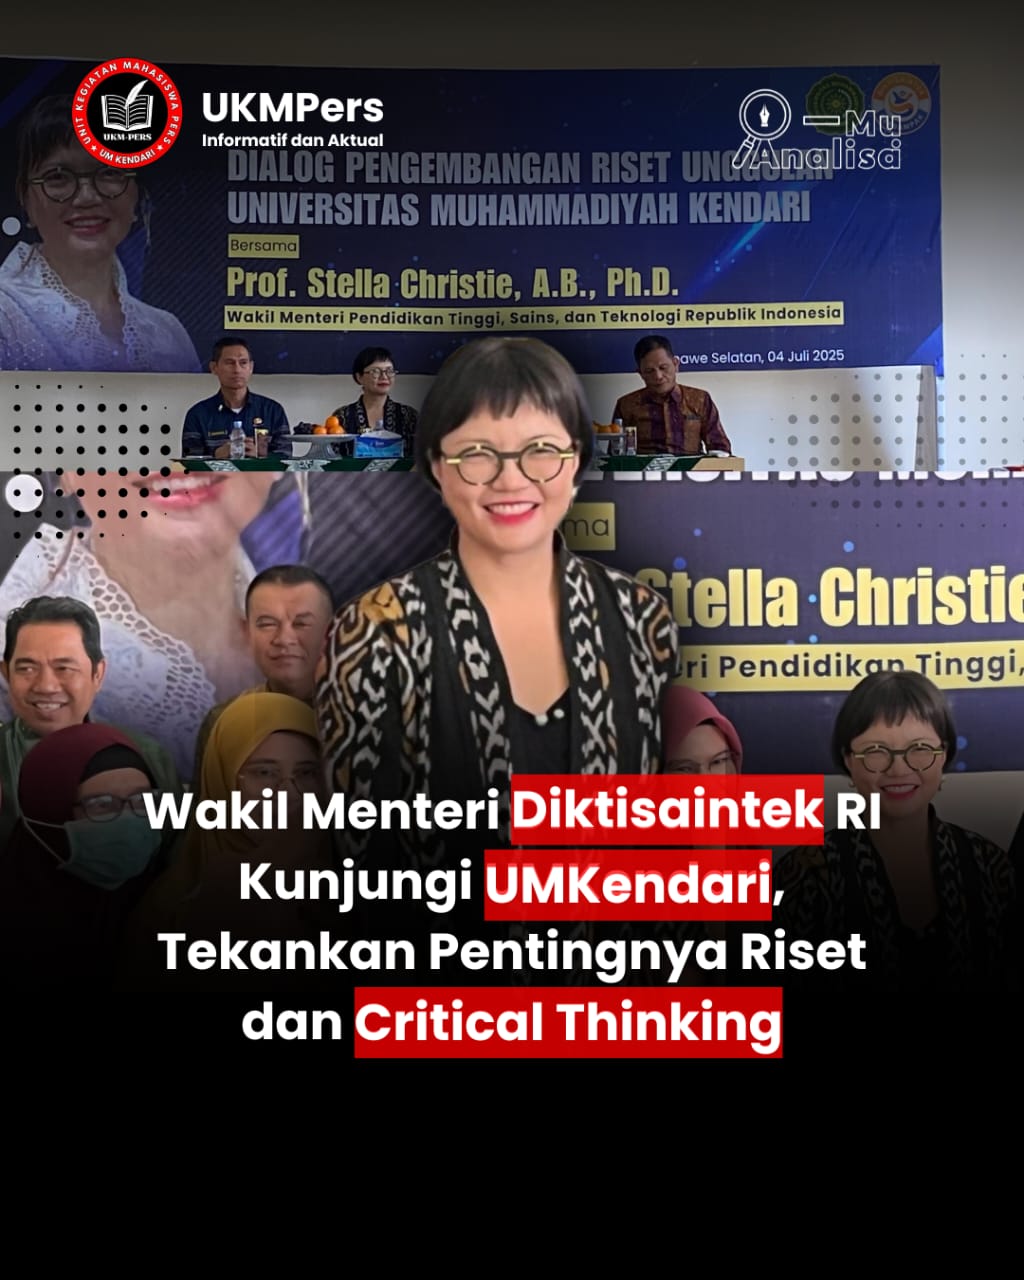 UNIT KEGIATAN MAHASISWA PERS
UKM-PERS
UM KENDARI
UKMPers
Informatif dan Aktual
Mu
Analisa
DIALOG PENGEMBANGAN RISET UNGGULAN
UNIVERSITAS MUHAMMADIYAH KENDARI
Bersama
Prof. Stella Christie, A.B., Ph.D.
Wakil Menteri Pendidikan Tinggi, Sains, dan Teknologi Republik Indonesia
Selatan, 04 Juli 2025
Stella Christie
Pendidikan Tinggi,
Wakil Menteri Diktisaintek RI
Kunjungi UMKendari,
Tekankan Pentingnya Riset
dan Critical Thinking